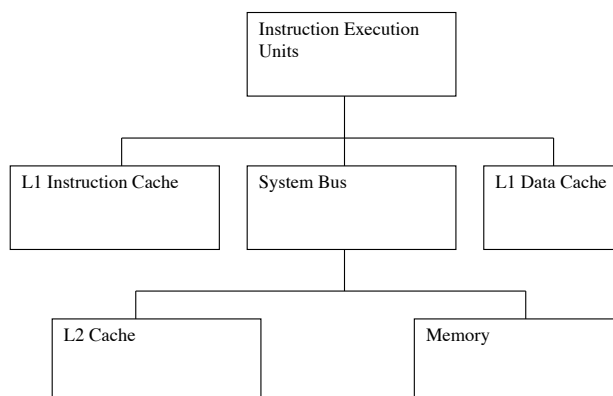 Instruction Execution
Units
L1 Instruction Cache
System Bus
L1 Data Cache
L2 Cache
Memory